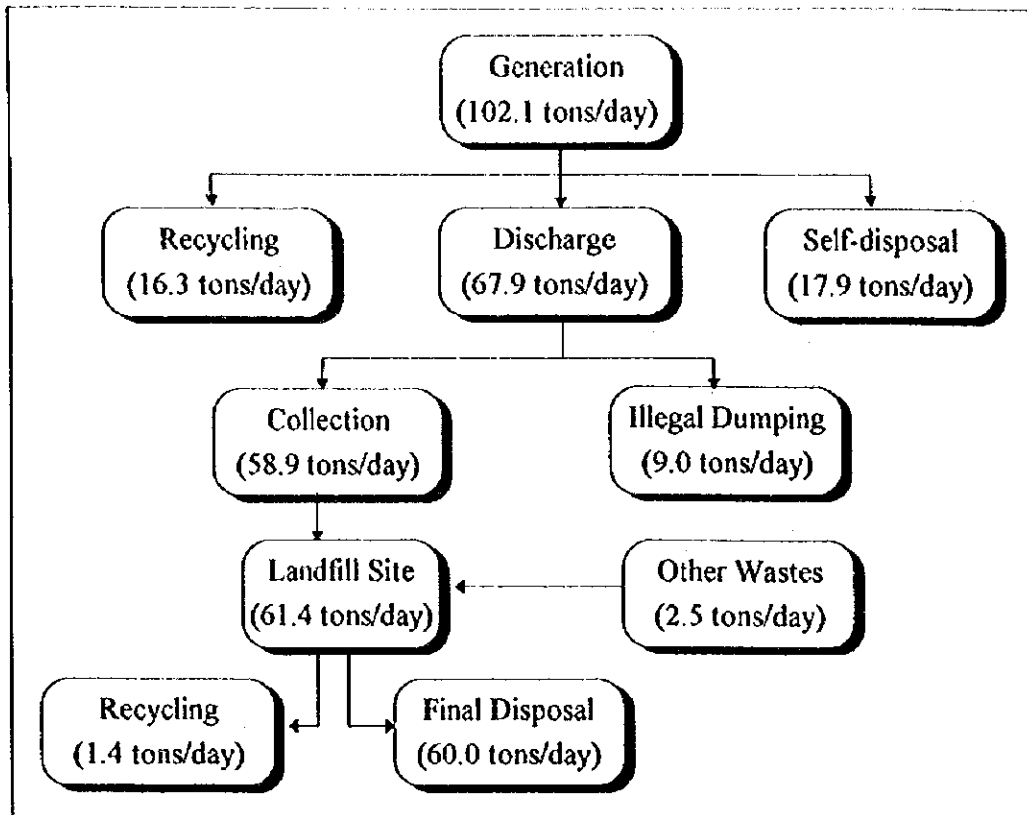 Generation
(102.1 tons/day)
Recycling
(16.3 tons/day)
Discharge
(67.9 tons/day)
Self-disposal
(17.9 tons/day)
Collection
(58.9 tons/day)
Illegal Dumping
(9.0 tons/day)
Landfill Site
(61.4 tons/day)
Other Wastes
(2.5 tons/day)
Recycling
(1.4 tons/day)
Final Disposal
(60.0 tons/day)